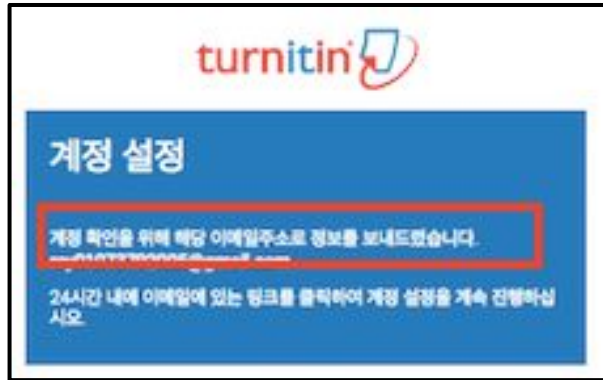 turnitin
계정 설정
계정 확인을 위해 해당 이메일주소로 정보를 보내드렸습니다.
24시간 내에 이메일에 있는 링크를 클릭하여 계정 설정을 계속 진행하십
시오.